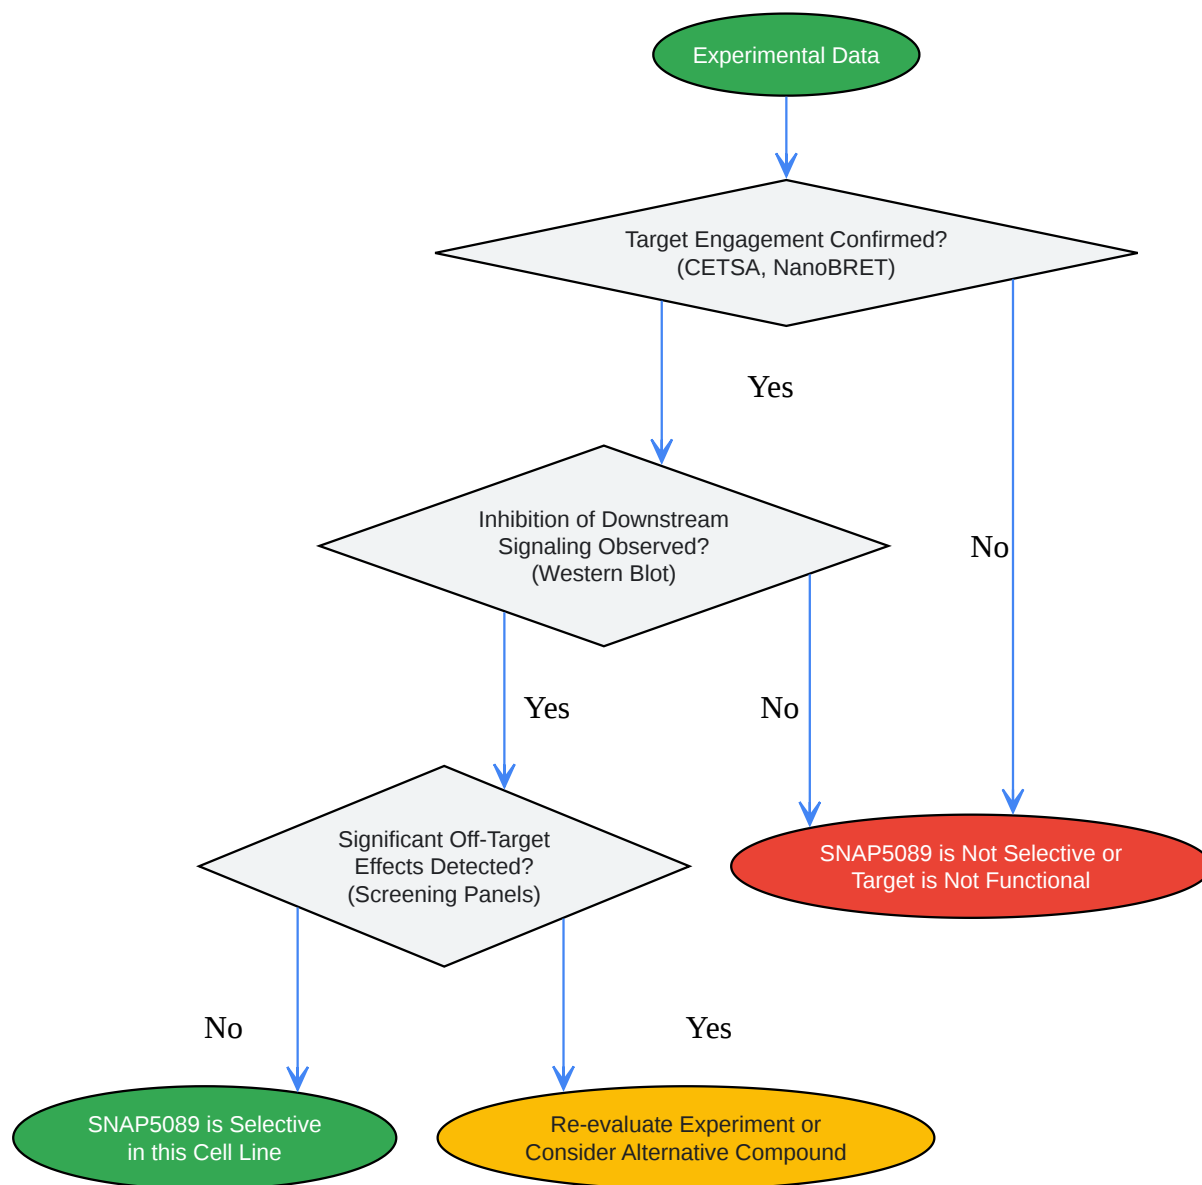 Experimental Data
Target Engagement Confirmed?
(CETSA, NanoBRET)
Yes
Inhibition of Downstream
Signaling Observed?
(Western Blot)
No
Yes
No
Significant Off-Target
Effects Detected?
(Screening Panels)
SNAP5089 is Not Selective or
Target is Not Functional
No
Yes
SNAP5089 is Selective
in this Cell Line
Re-evaluate Experiment or
Consider Alternative Compound